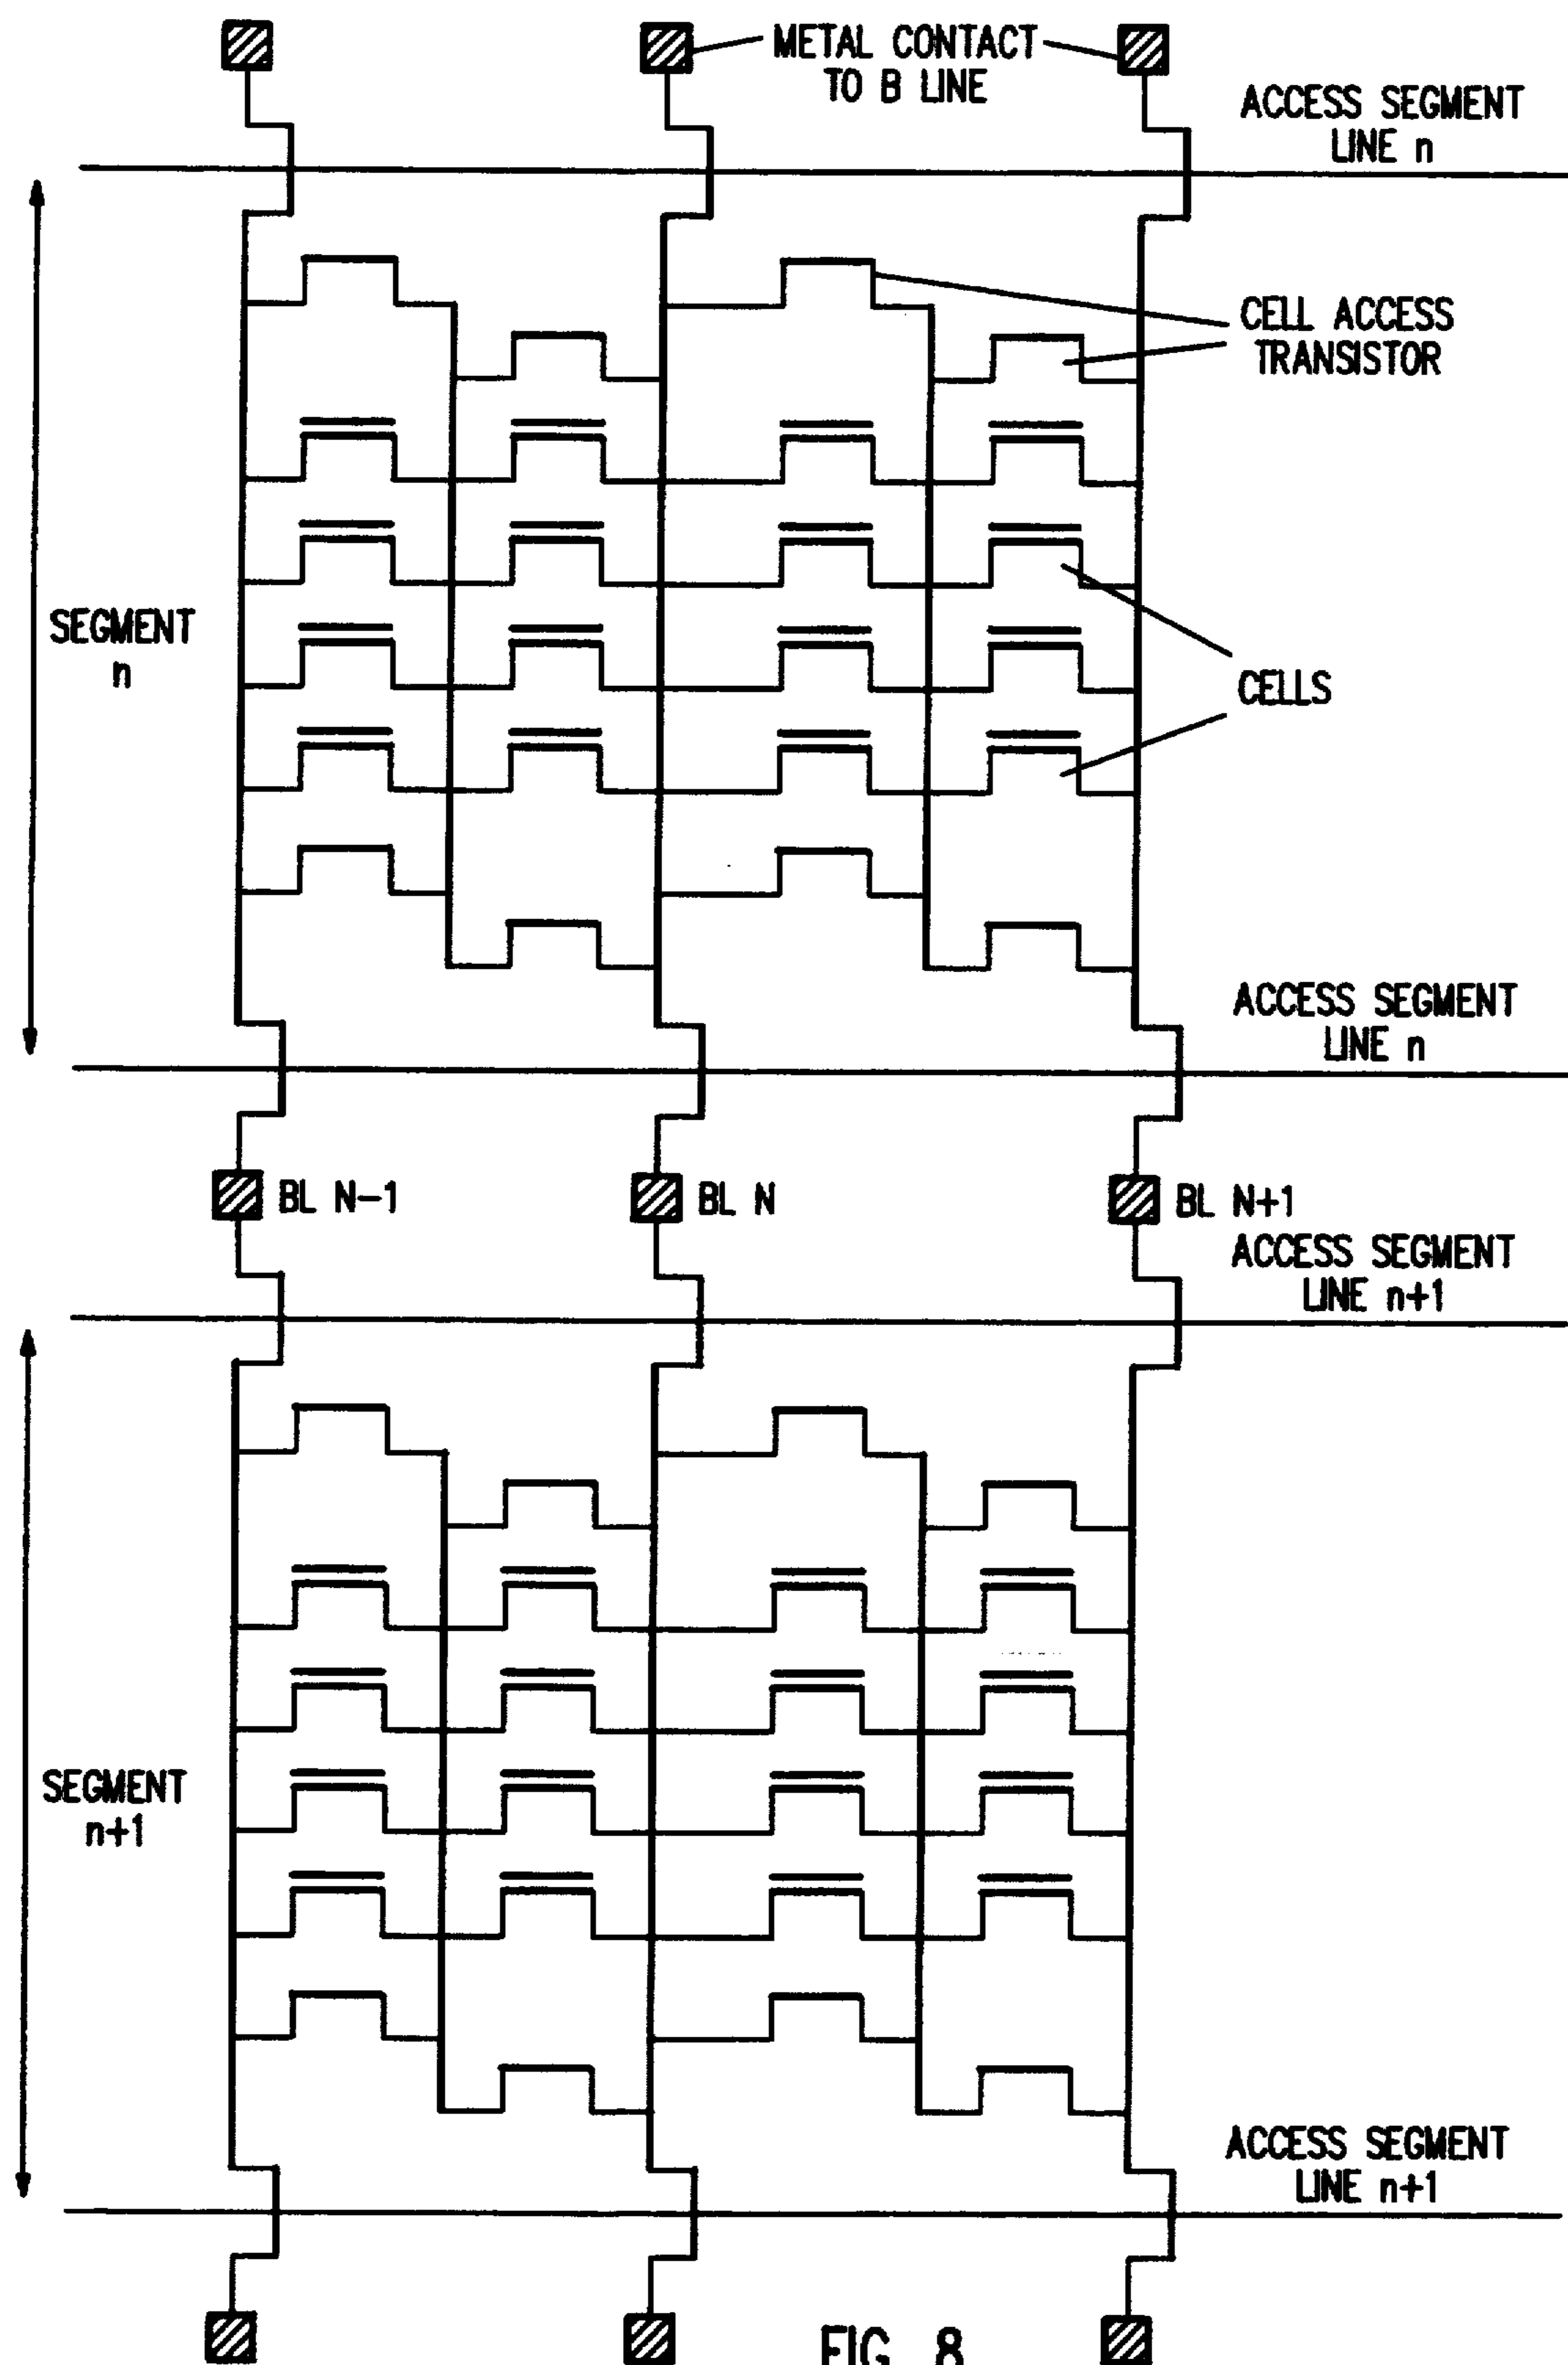 METAL CONTACT
TO B LINE
ACCESS SEGMENT
LINE n
CELL ACCESS
TRANSISTOR
SEGMENT
n
CELLS
ACCESS SEGMENT
LINE n
BL N-1
BL N
BL N+1
ACCESS SEGMENT
LINE n+1
SEGMENT
n+1
ACCESS SEGMENT
LINE n+1
FIG. 8